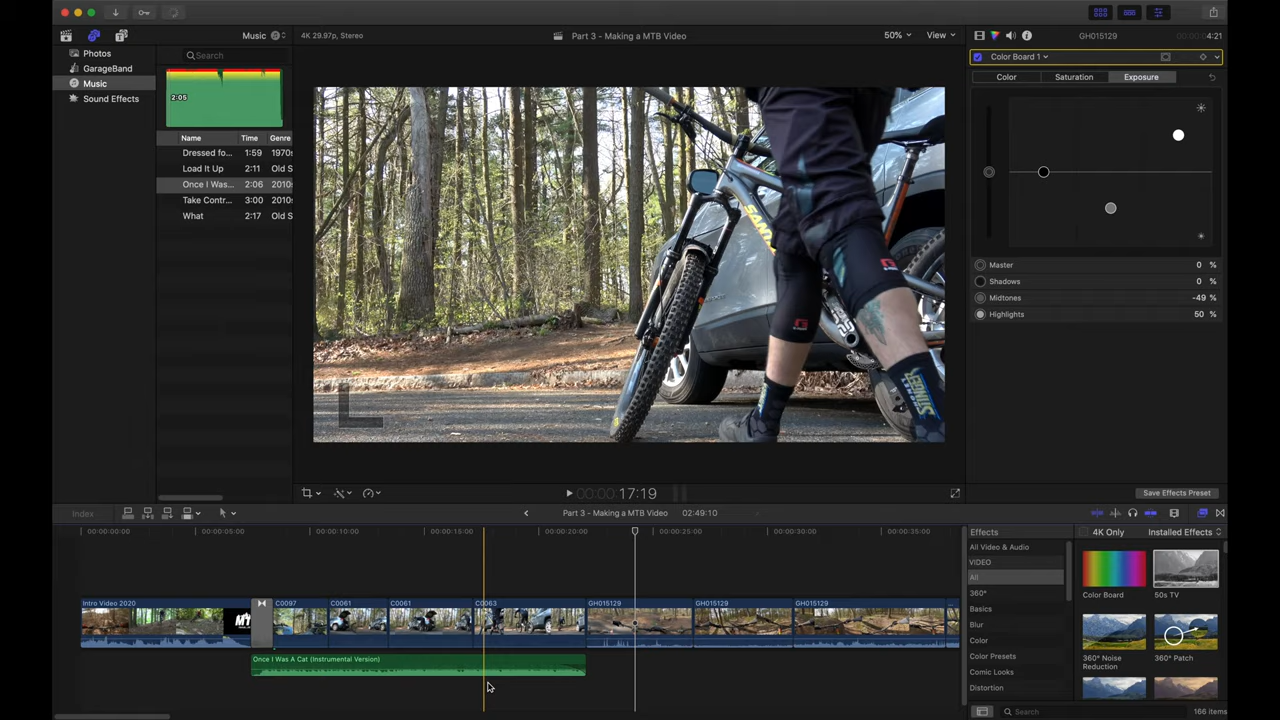 Photos
GarageBand
Music
Sound Effects
Music
Search
2:05
Name Time Genre
Dressed fo... 1:59 1970s
Load It Up 2:11 Old S
Once I Was... 2:06 2010s
Take Contr... 3:00 2010s
What 2:17 Old S
4K 29.97p, Stereo
Part 3 - Making a MTB Video
50%
View
GH015129
4:21
Color Board 1
Color Saturation Exposure
Master 0 %
Shadows 0 %
Midtones -49 %
Highlights 50 %
Save Effects Preset
STINGER
00:00:00:17:19
Index
Part 3 - Making a MTB Video
02:49:10
00:00:00:00 00:00:05:00 00:00:10:00 00:00:15:00 00:00:20:00 00:00:25:00 00:00:30:00 00:00:35:00
Intro Video 2020 C0097 C0061 C0061 C0063 GH015129 GH015129 GH015129
Once I Was A Cat (Instrumental Version)
Effects
4K Only
Installed Effects
All Video & Audio
VIDEO
All
360°
Basics
Blur
Color
Color Presets
Comic Looks
Distortion
Color Board
50s TV
360° Noise
Reduction
360° Patch
Search
166 items